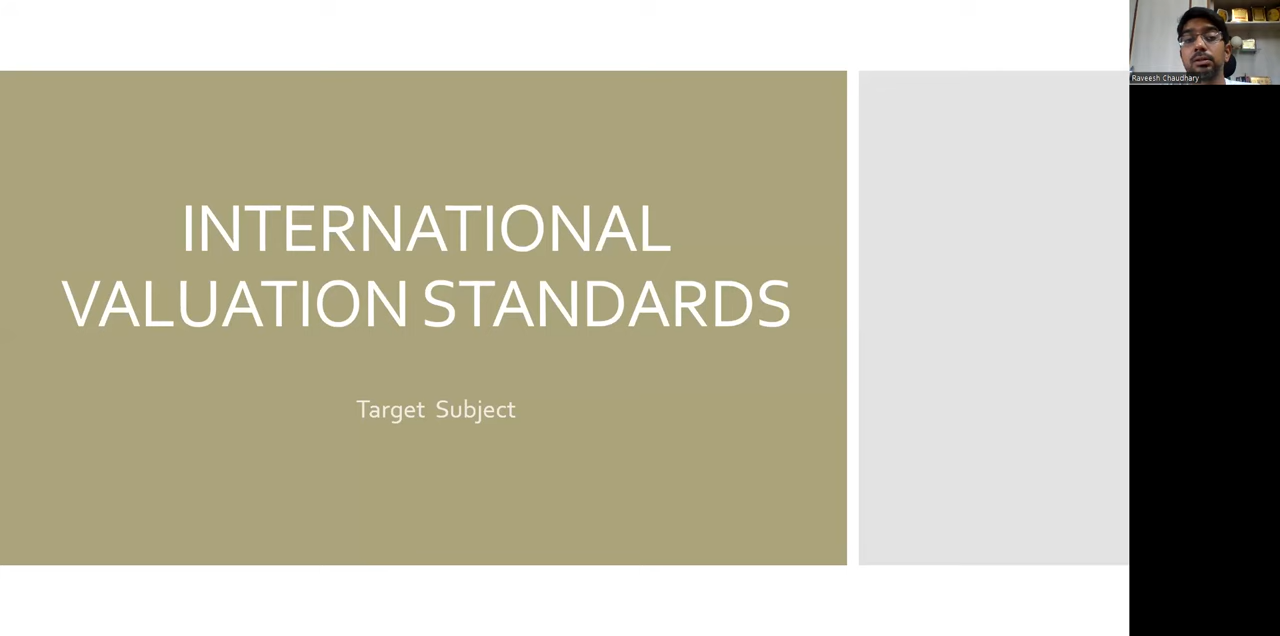 INTERNATIONAL
VALUATION STANDARDS
Target Subject
Raveesh Chaudhary